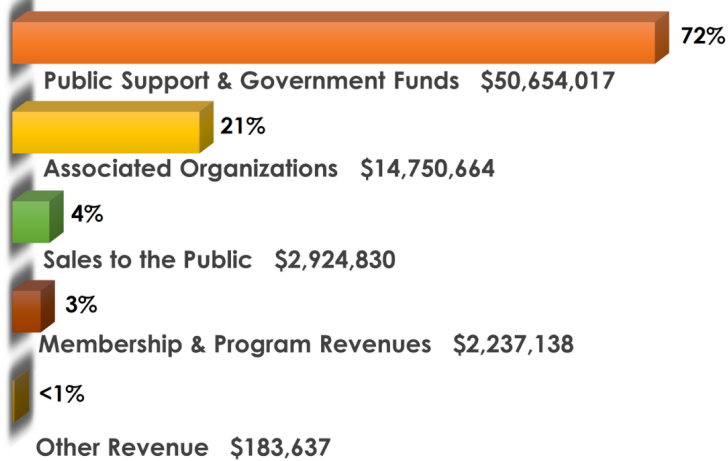 72%
Public Support & Government Funds $50,654,017
21%
Associated Organizations $14,750,664
4%
Sales to the Public $2,924,830
3%
Membership & Program Revenues $2,237,138
<1%
Other Revenue $183,637